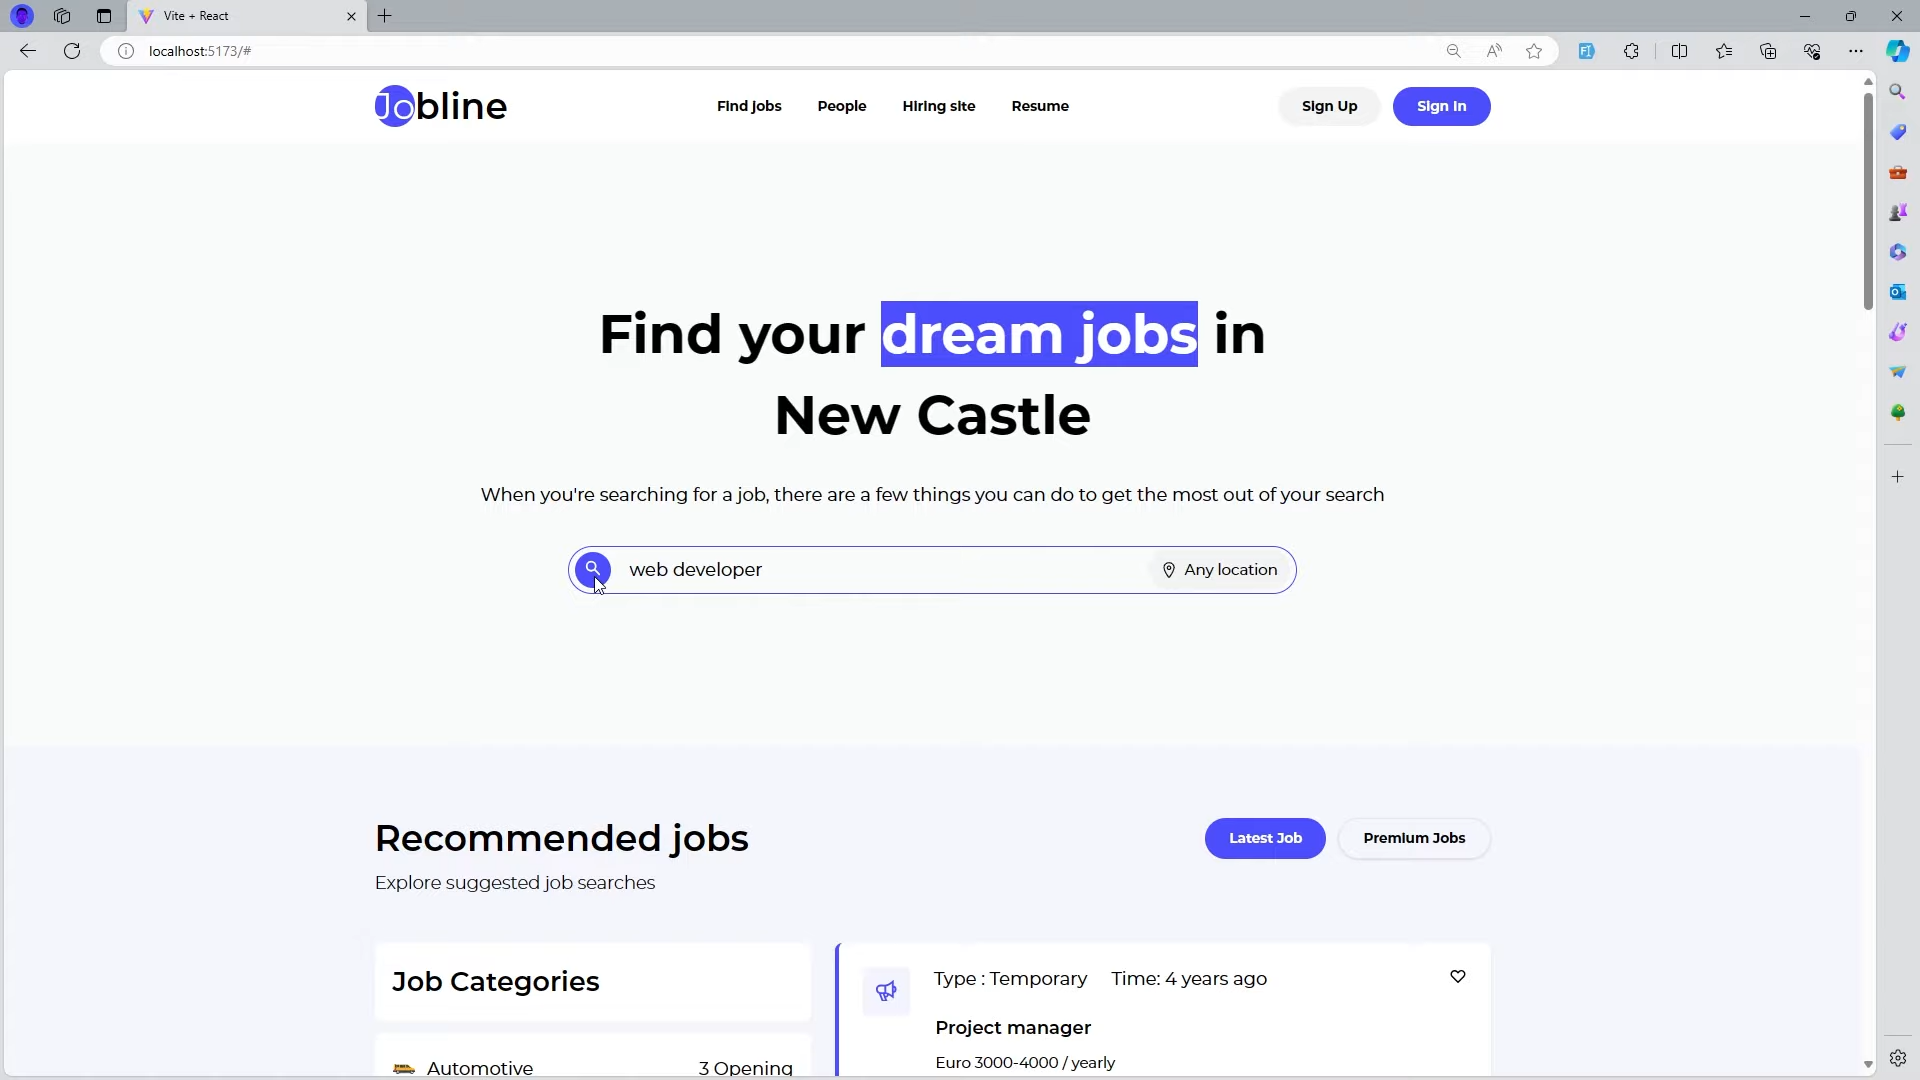 Vite + React
localhost:5173/#
Jobline
Find jobs
People
Hiring site
Resume
Sign Up
Sign In
Find your dream jobs in
New Castle
When you're searching for a job, there are a few things you can do to get the most out of your search
web developer
Any location
Recommended jobs
Latest Job
Premium Jobs
Explore suggested job searches
Job Categories
Automotive
3 Opening
Type : Temporary
Time: 4 years ago
Project manager
Euro 3000-4000 / yearly